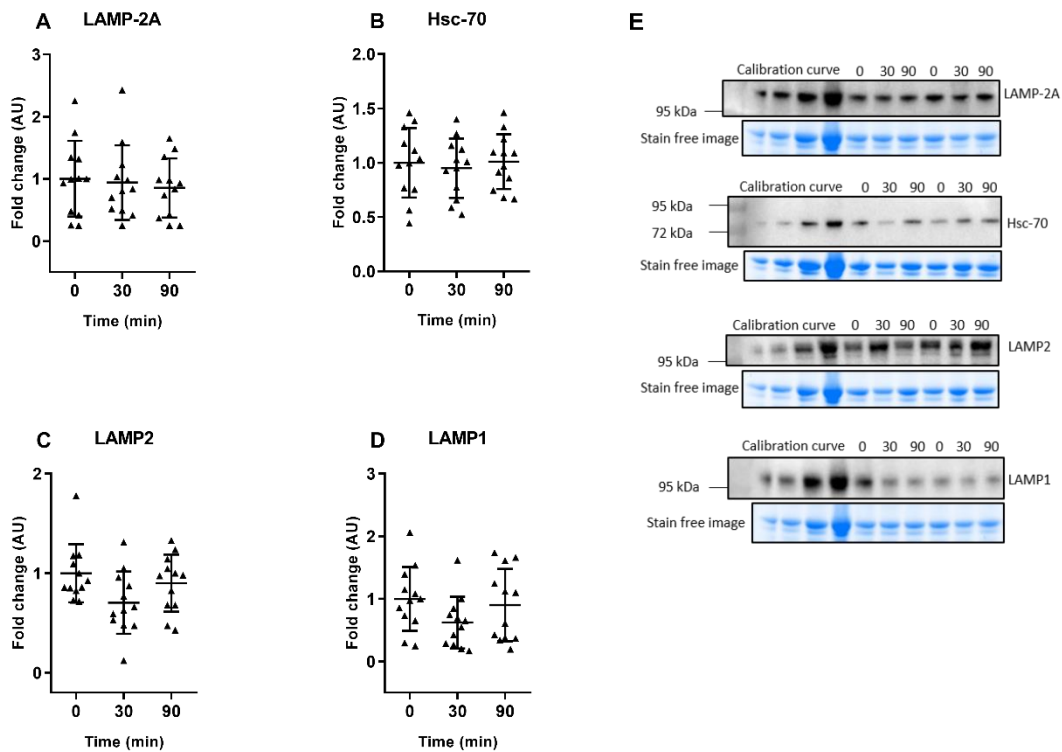 A LAMP-2A
Fold change (AU)
3
2
1
0
0 30 90
Time (min)
B Hsc-70
Fold change (AU)
2.0
1.5
1.0
0.5
0.0
0 30 90
Time (min)
C LAMP2
Fold change (AU)
2
1
0
0 30 90
Time (min)
D LAMP1
Fold change (AU)
3
2
1
0
0 30 90
Time (min)
E
Calibration curve 0 30 90 0 30 90
LAMP-2A
95 kDa
Stain free image
Calibration curve 0 30 90 0 30 90
95 kDa
Hsc-70
72 kDa
Stain free image
Calibration curve 0 30 90 0 30 90
LAMP2
95 kDa
Stain free image
Calibration curve 0 30 90 0 30 90
LAMP1
95 kDa
Stain free image